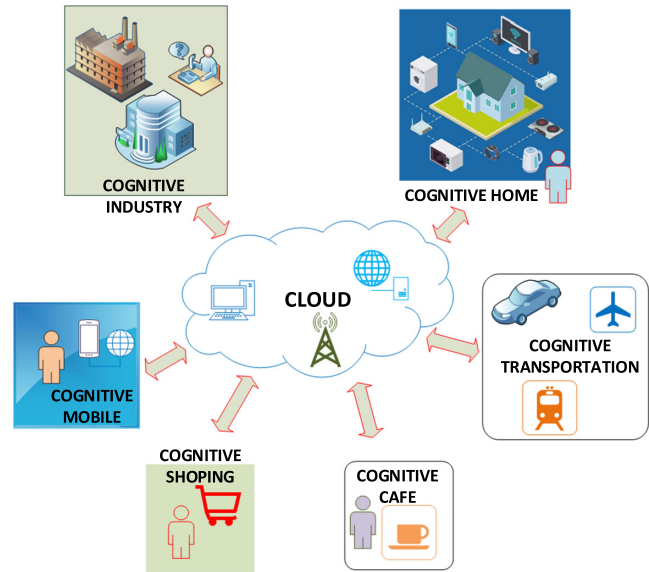 COGNITIVE
INDUSTRY
COGNITIVE HOME
CLOUD
COGNITIVE
TRANSPORTATION
COGNITIVE
MOBILE
COGNITIVE
SHOPING
COGNITIVE
CAFE
?